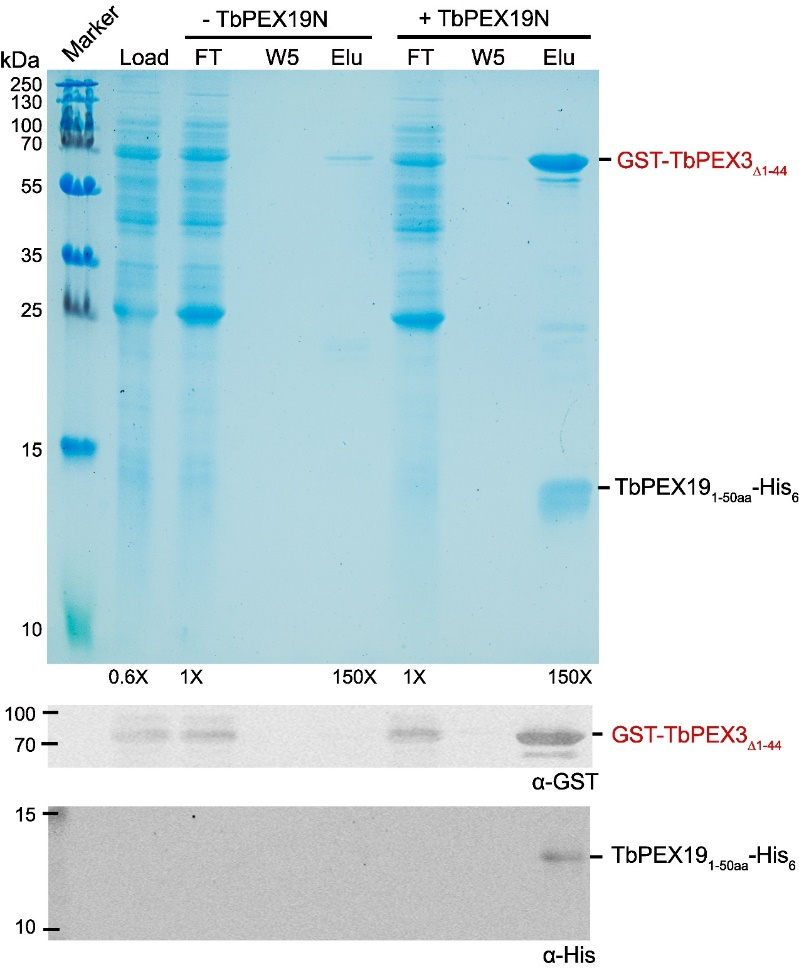 - TbPEX19N + TbPEX19N
kDa Marker Load FT W5 Elu FT W5 Elu
250
130
100
70
GST-TbPEX3Δ1-44
55
35
25
15
TbPEX191-50aa-His6
10
0.6X 1X 150X 1X 150X
100
70 GST-TbPEX3Δ1-44
α-GST
15
TbPEX191-50aa-His6
10
α-His